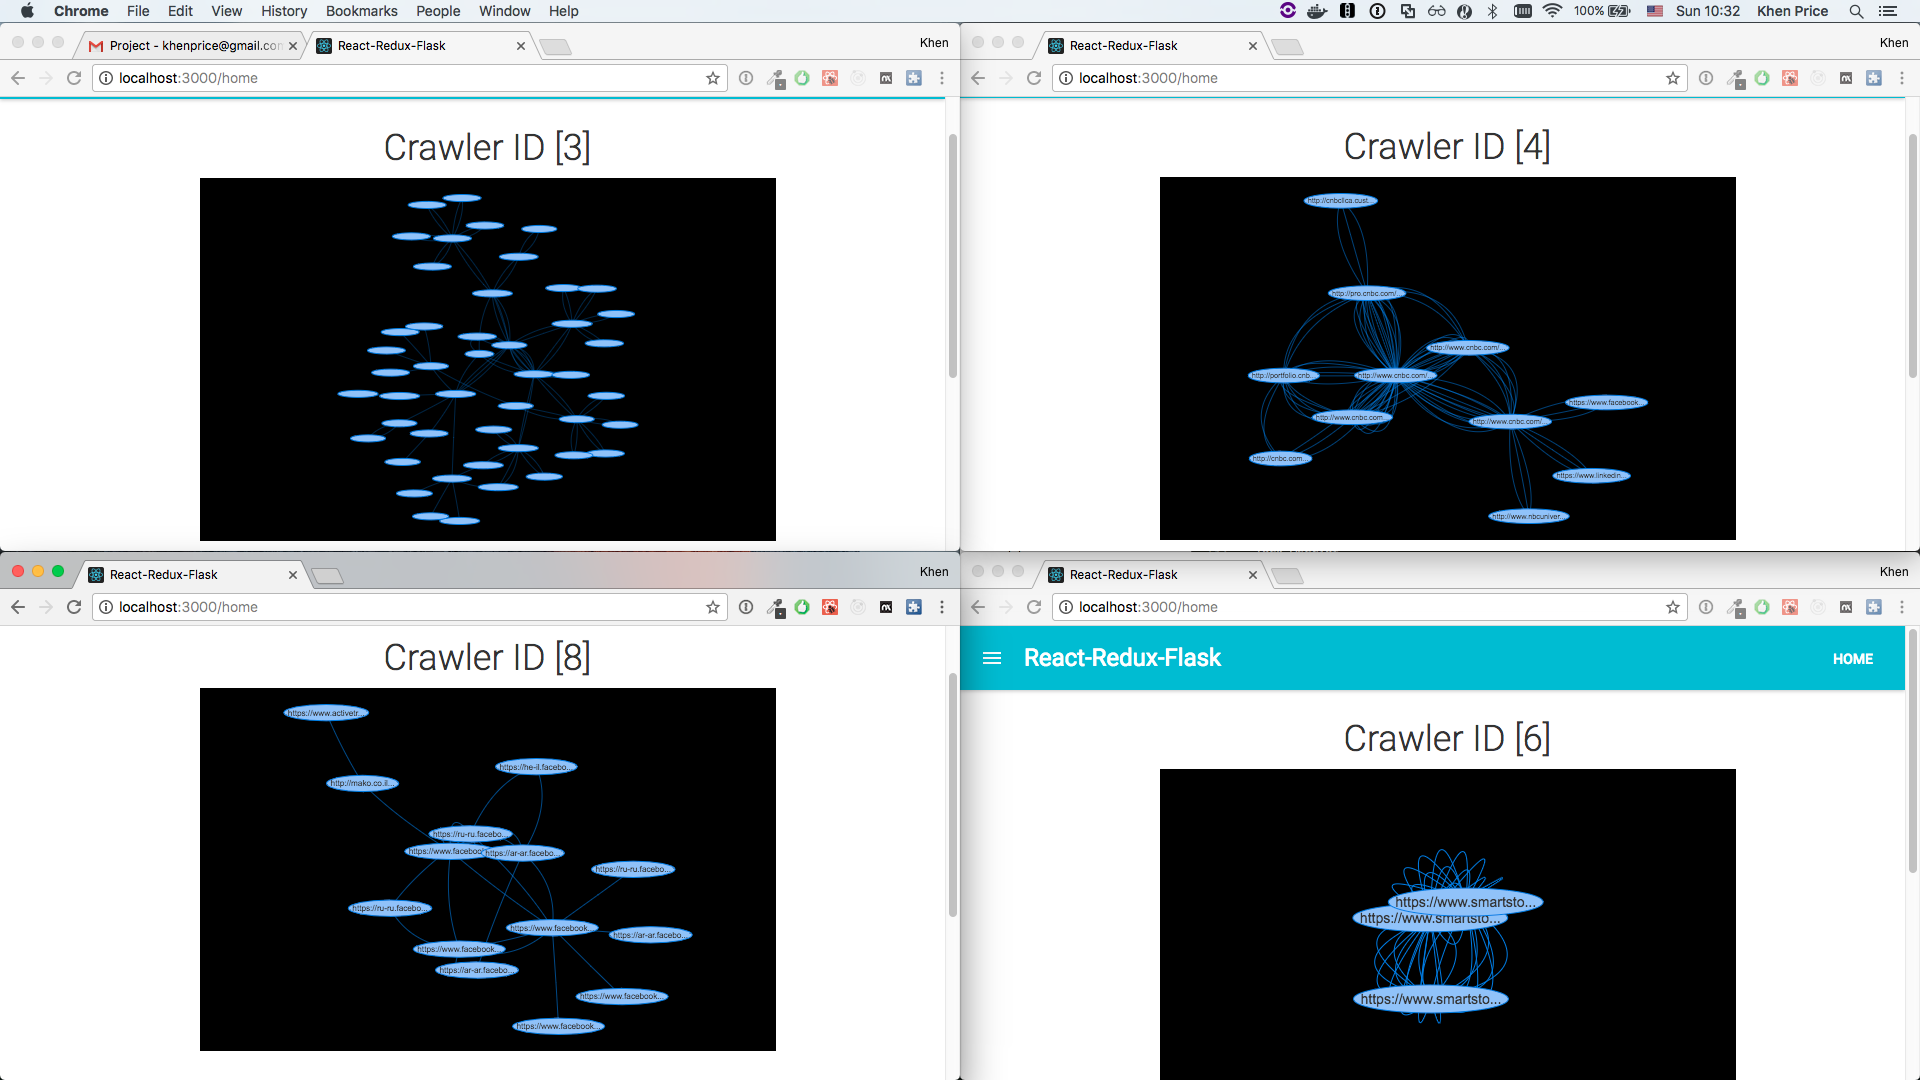 Chrome File Edit View History Bookmarks People Window Help 100% Sun 10:32 Khen Price
Project - khenprice@gmail.co
React-Redux-Flask
Khen
localhost:3000/home
Crawler ID [3]
React-Redux-Flask
Khen
localhost:3000/home
Crawler ID [4]
http://cnbclica.cust...
http://pro.cnbc.com/...
http://www.cnbc.com/...
http://portfolio.cnb...
http://www.cnbc.com/...
https://www.facebook...
http://www.cnbc.com...
http://www.cnbc.com/...
http://cnbc.com...
https://www.linkedin...
http://www.nbcuniver...
React-Redux-Flask
Khen
localhost:3000/home
Crawler ID [8]
https://www.activetr...
https://he-il.facebo...
http://mako.co.il...
https://ru-ru.facebo...
https://www.facebook
https://ar-ar.facebo...
https://ru-ru.facebo...
https://ru-ru.facebo...
https://www.facebook...
https://ar-ar.facebo...
https://www.facebook...
https://ar-ar.facebo...
https://www.facebook...
https://www.facebook...
React-Redux-Flask
Khen
localhost:3000/home
React-Redux-Flask
HOME
Crawler ID [6]
https://www.smartsto...
https://www.smartsto...
https://www.smartsto...